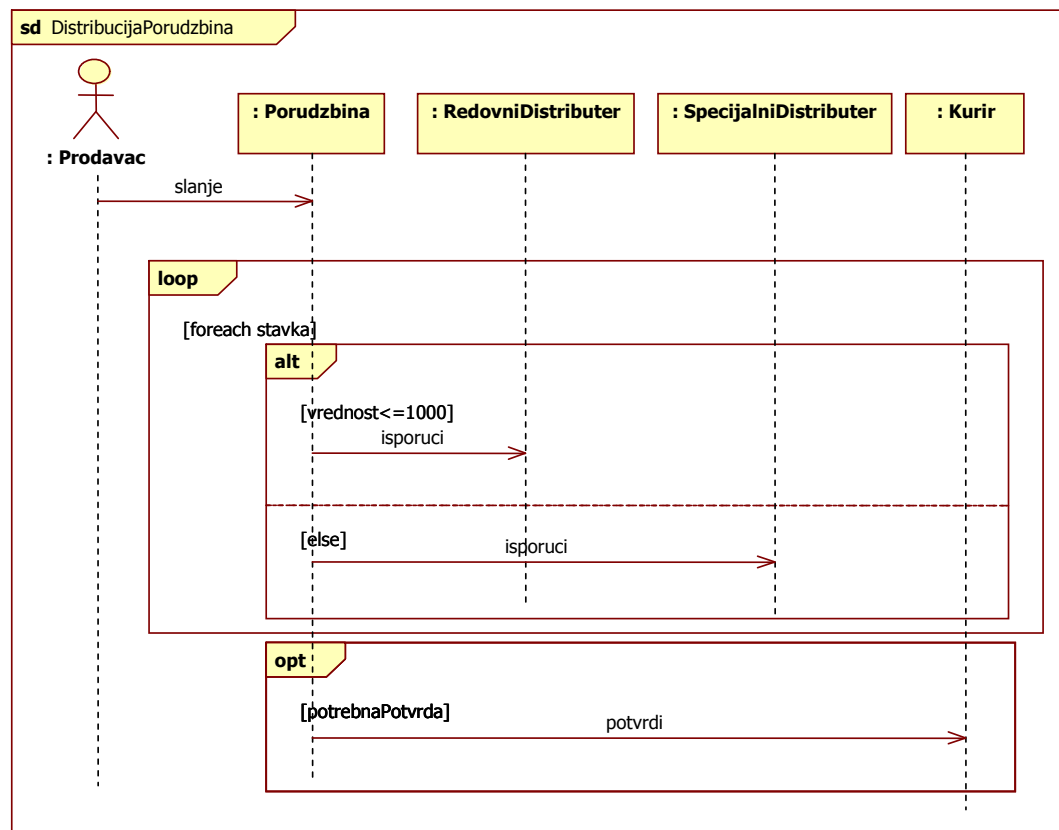 sd DistribucijaPorudzbina
: Prodavac
: Porudzbina
: RedovniDistributer
: SpecijalniDistributer
: Kurir
slanje
loop
[foreach stavka]
alt
[vrednost<=1000]
isporuci
[else]
isporuci
opt
[potrebnaPotvrda]
potvrdi